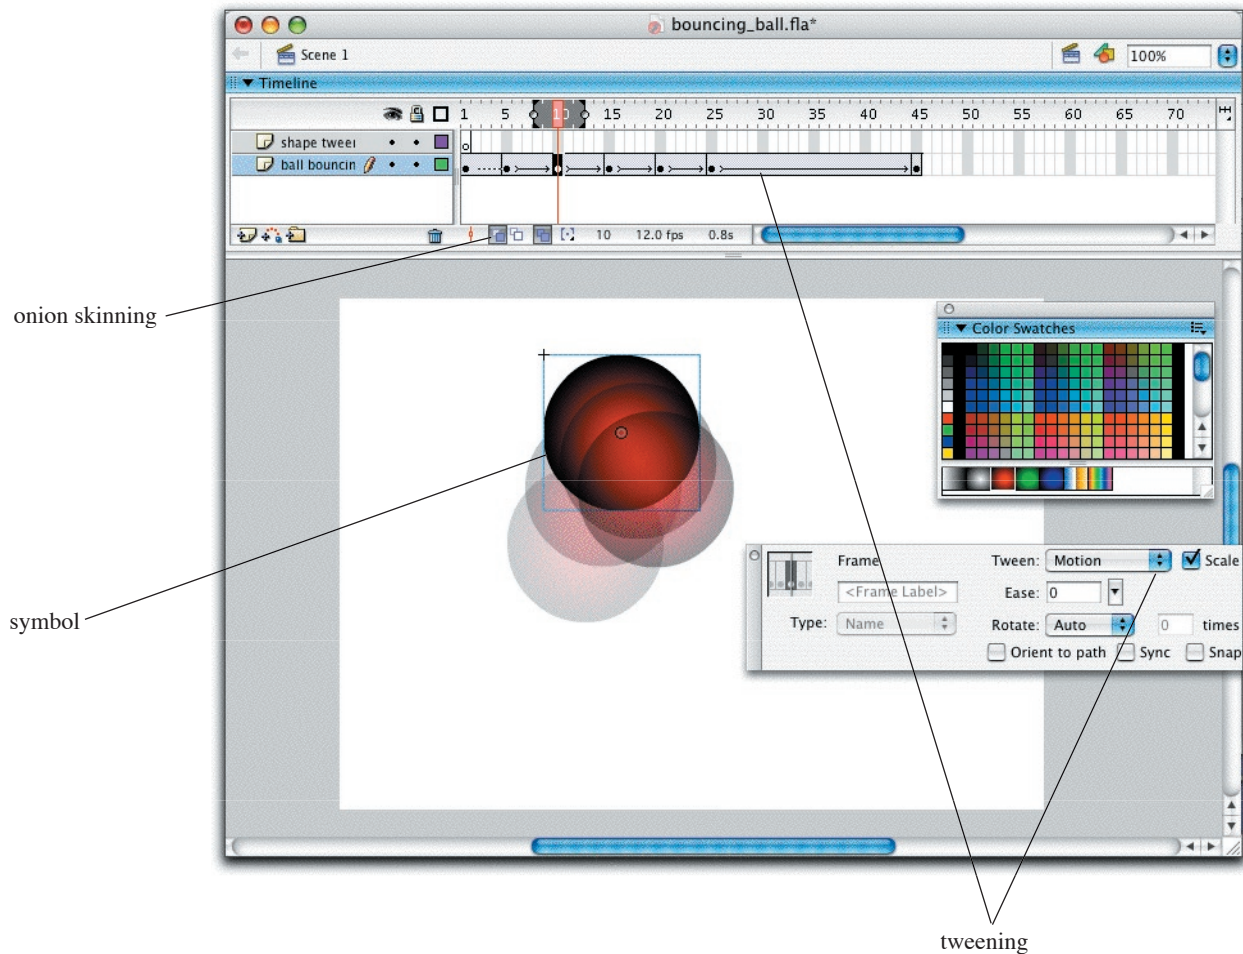 bouncing_ball.fla*
Scene 1
100%
Timeline
1 5 10 15 20 25 30 35 40 45 50 55 60 65 70
shape tweei
ball bouncin
10 12.0 fps 0.8s
onion skinning
Color Swatches
Frame Tween: Motion Scale
<Frame Label> Ease: 0
Type: Name Rotate: Auto 0 times
Orient to path Sync Snap
symbol
tweening